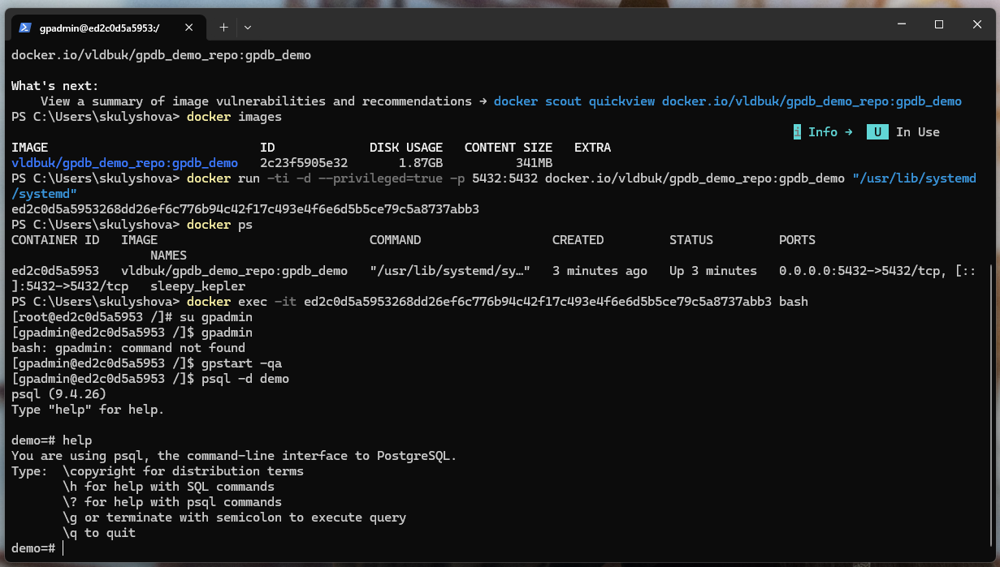 gpadmin@ed2c0d5a5953:/
docker.io/vldbuk/gpdb_demo_repo:gpdb_demo
What's next:
    View a summary of image vulnerabilities and recommendations → docker scout quickview docker.io/vldbuk/gpdb_demo_repo:gpdb_demo
PS C:\Users\skulyshova> docker images
i Info →   U  In Use
IMAGE                             ID             DISK USAGE   CONTENT SIZE   EXTRA
vldbuk/gpdb_demo_repo:gpdb_demo   2c23f5905e32       1.87GB          341MB
PS C:\Users\skulyshova> docker run -ti -d --privileged=true -p 5432:5432 docker.io/vldbuk/gpdb_demo_repo:gpdb_demo "/usr/lib/systemd
/systemd"
ed2c0d5a5953268dd26ef6c776b94c42f17c493e4f6e6d5b5ce79c5a8737abb3
PS C:\Users\skulyshova> docker ps
CONTAINER ID   IMAGE                             COMMAND                  CREATED         STATUS         PORTS
                   NAMES
ed2c0d5a5953   vldbuk/gpdb_demo_repo:gpdb_demo   "/usr/lib/systemd/sy…"   3 minutes ago   Up 3 minutes   0.0.0.0:5432->5432/tcp, [::
]:5432->5432/tcp   sleepy_kepler
PS C:\Users\skulyshova> docker exec -it ed2c0d5a5953268dd26ef6c776b94c42f17c493e4f6e6d5b5ce79c5a8737abb3 bash
[root@ed2c0d5a5953 /]# su gpadmin
[gpadmin@ed2c0d5a5953 /]$ gpadmin
bash: gpadmin: command not found
[gpadmin@ed2c0d5a5953 /]$ gpstart -qa
[gpadmin@ed2c0d5a5953 /]$ psql -d demo
psql (9.4.26)
Type "help" for help.
demo=# help
You are using psql, the command-line interface to PostgreSQL.
Type:  \copyright for distribution terms
       \h for help with SQL commands
       \? for help with psql commands
       \g or terminate with semicolon to execute query
       \q to quit
demo=#